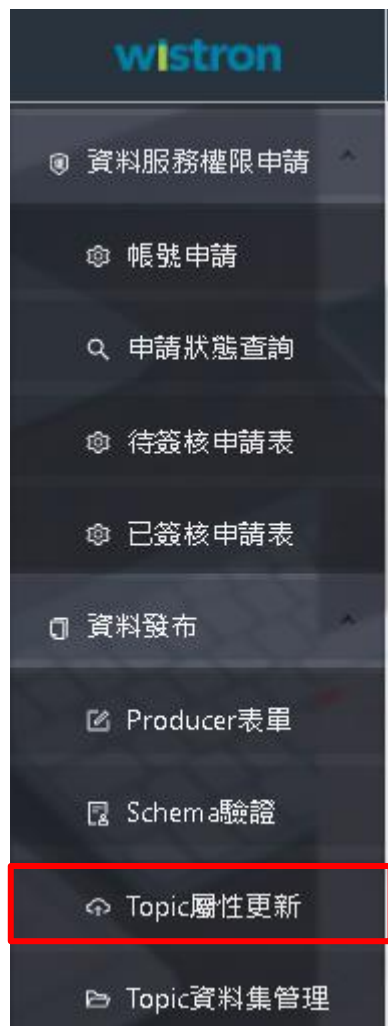 wistron
資料服務權限申請
帳號申請
申請狀態查詢
待簽核申請表
已簽核申請表
資料發布
Producer表單
Schema驗證
Topic屬性更新
Topic資料集管理